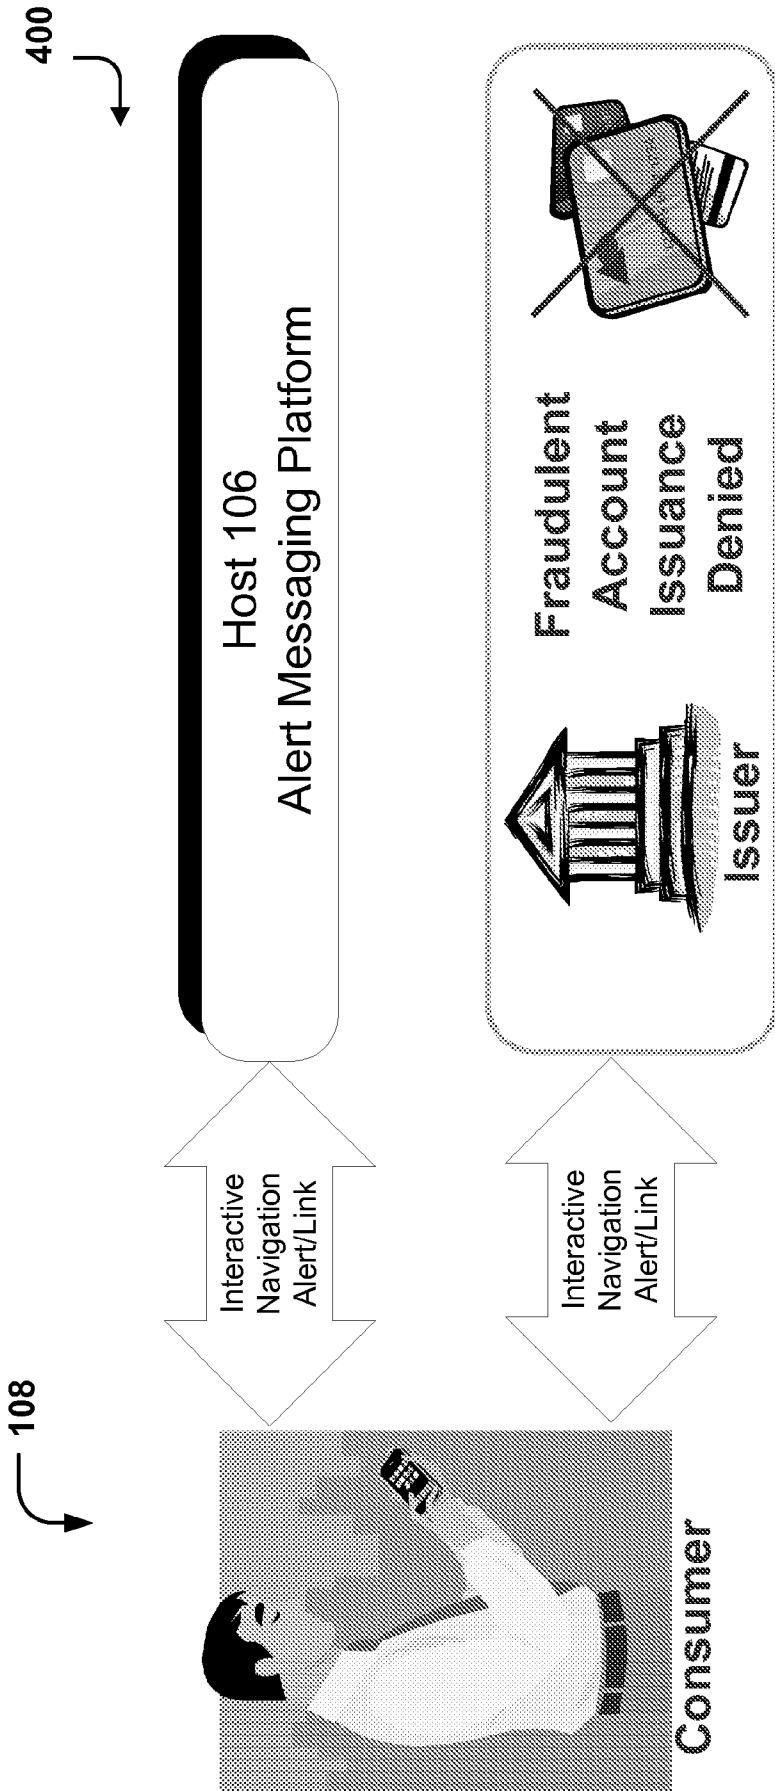 108
400
Host 106
Alert Messaging Platform
Interactive
Navigation
Alert/Link
Interactive
Navigation
Alert/Link
Fraudulent
Account
Issuance
Denied
Issuer
Consumer